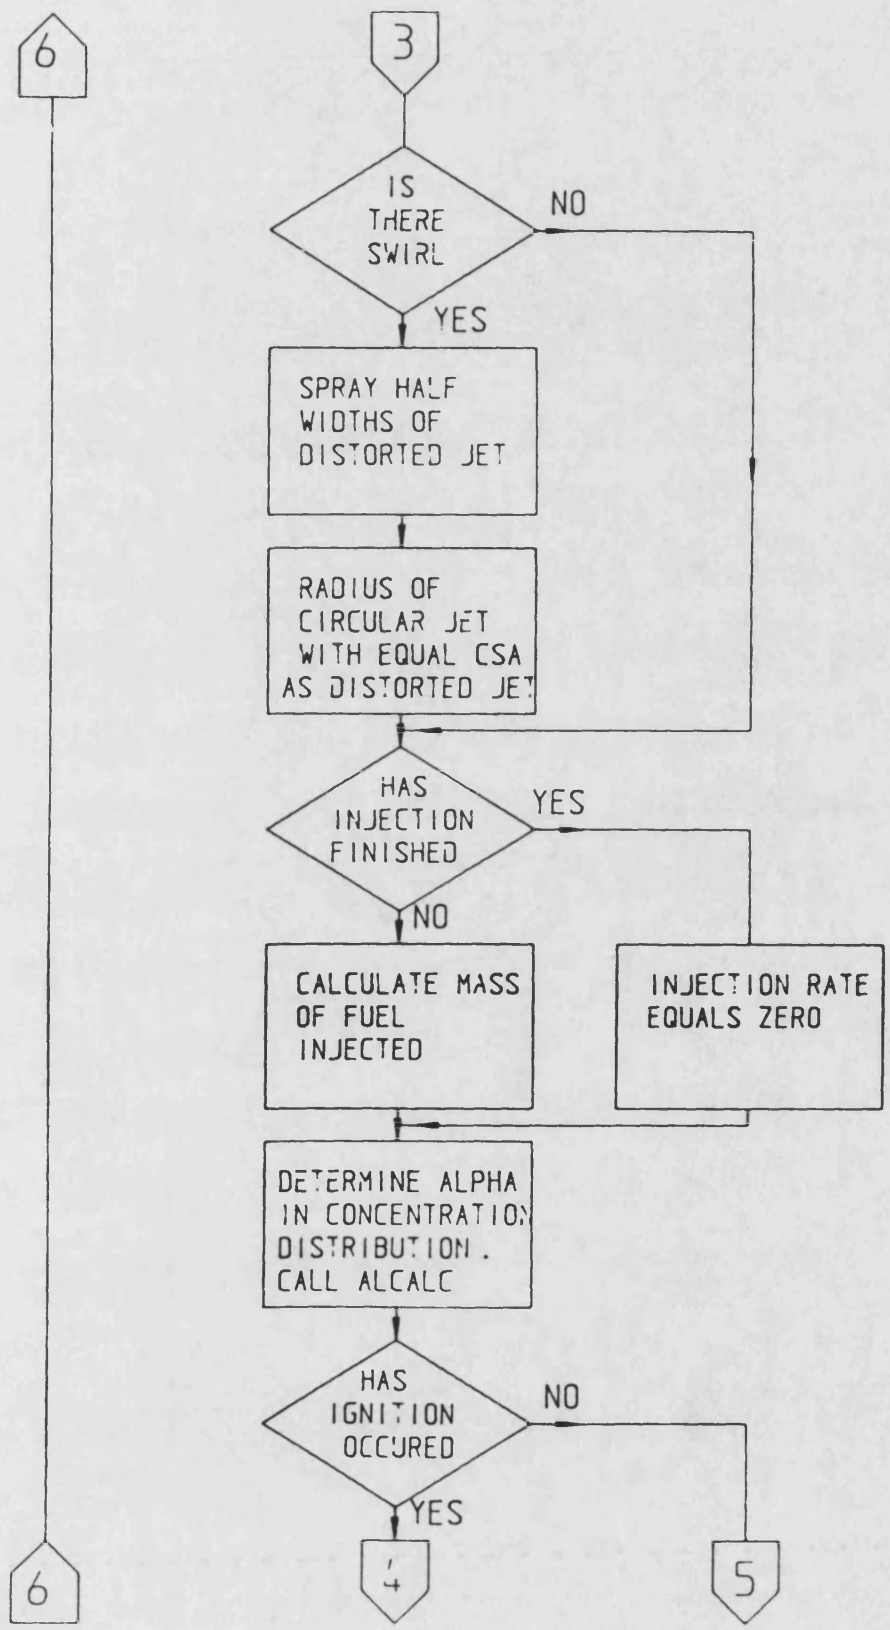 6
3
IS
THERE
SWIRL
NO
YES
SPRAY HALF
WIDTHS OF
DISTORTED JET
RADIUS OF
CIRCULAR JET
WITH EQUAL CSA
AS DISTORTED JET
HAS
INJECTION
FINISHED
YES
NO
CALCULATE MASS
OF FUEL
INJECTED
INJECTION RATE
EQUALS ZERO
DETERMINE ALPHA
IN CONCENTRATION
DISTRIBUTION.
CALL ALCALC
HAS
IGNITION
OCCURED
NO
YES
6
4
5